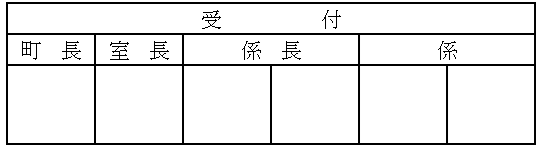 受　付
町　長　室　長　係　長　係